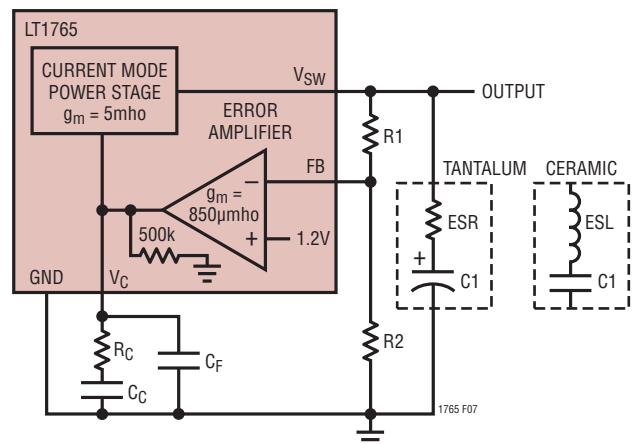 LT1765
CURRENT MODE
POWER STAGE
gm = 5mho
VSW
OUTPUT
ERROR
AMPLIFIER
R1
FB
TANTALUM
CERAMIC
gm =
850µmho
–
+
1.2V
500k
ESR
ESL
+
C1
C1
GND
VC
RC
CF
R2
CC
1765 F07